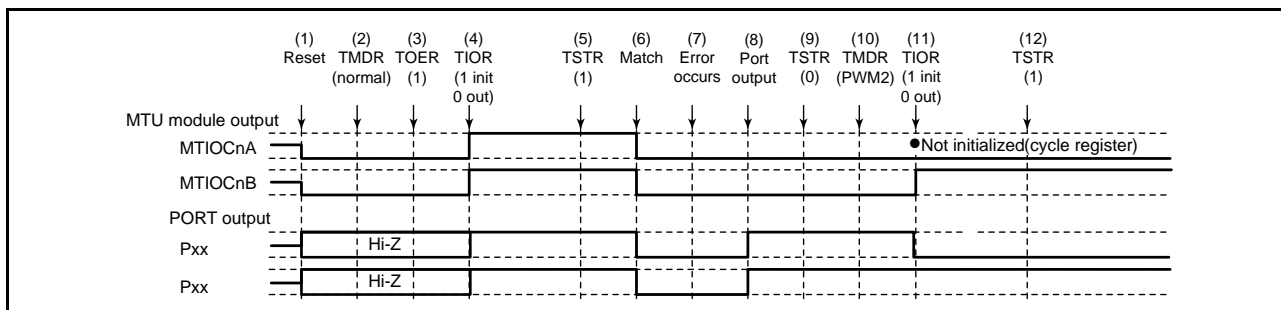 (1) (2) (3) (4) (5) (6) (7) (8) (9) (10) (11) (12)
Reset TMDR TOER TIOR TSTR Match Error Port TSTR TMDR TIOR TSTR
(normal) (1) (1 init (1) occurs output (0) (PWM2) (1 init (1)
0 out) 0 out)
MTU module output
MTIOCnA ●Not initialized(cycle register)
MTIOCnB
PORT output
Pxx Hi-Z
Pxx Hi-Z